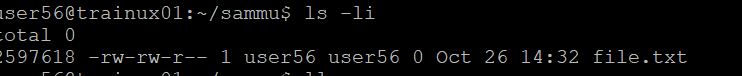 user56@trainux01:~/sammu$ ls -li
total 0
2597618 -rw-rw-r-- 1 user56 user56 0 Oct 26 14:32 file.txt